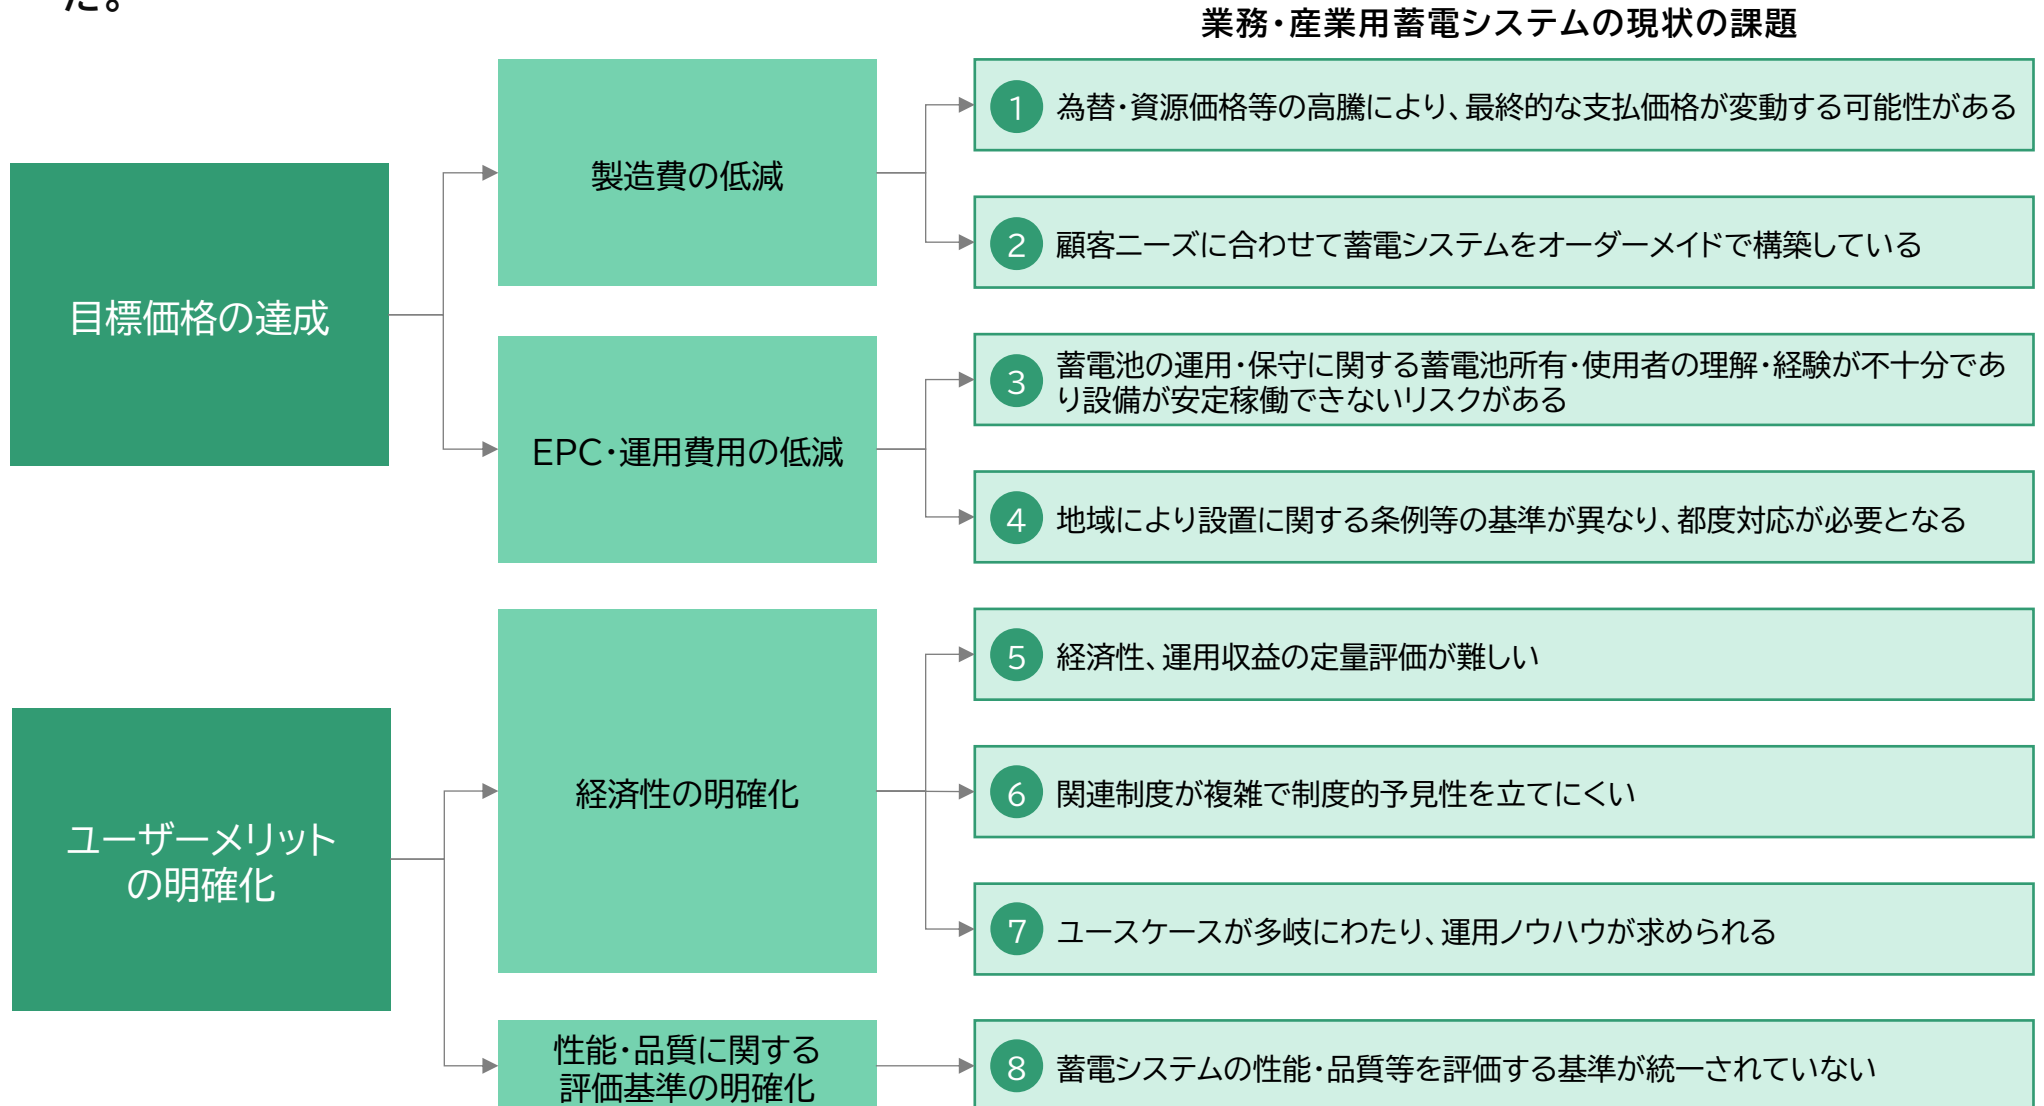 た。
業務・産業用蓄電システムの現状の課題
目標価格の達成
製造費の低減
1 為替・資源価格等の高騰により、最終的な支払価格が変動する可能性がある
2 顧客ニーズに合わせて蓄電システムをオーダーメイドで構築している
EPC・運用費用の低減
3 蓄電池の運用・保守に関する蓄電池所有・使用者の理解・経験が不十分であ
り設備が安定稼働できないリスクがある
4 地域により設置に関する条例等の基準が異なり、都度対応が必要となる
ユーザーメリット
の明確化
経済性の明確化
5 経済性、運用収益の定量評価が難しい
6 関連制度が複雑で制度的予見性を立てにくい
7 ユースケースが多岐にわたり、運用ノウハウが求められる
性能・品質に関する
評価基準の明確化
8 蓄電システムの性能・品質等を評価する基準が統一されていない